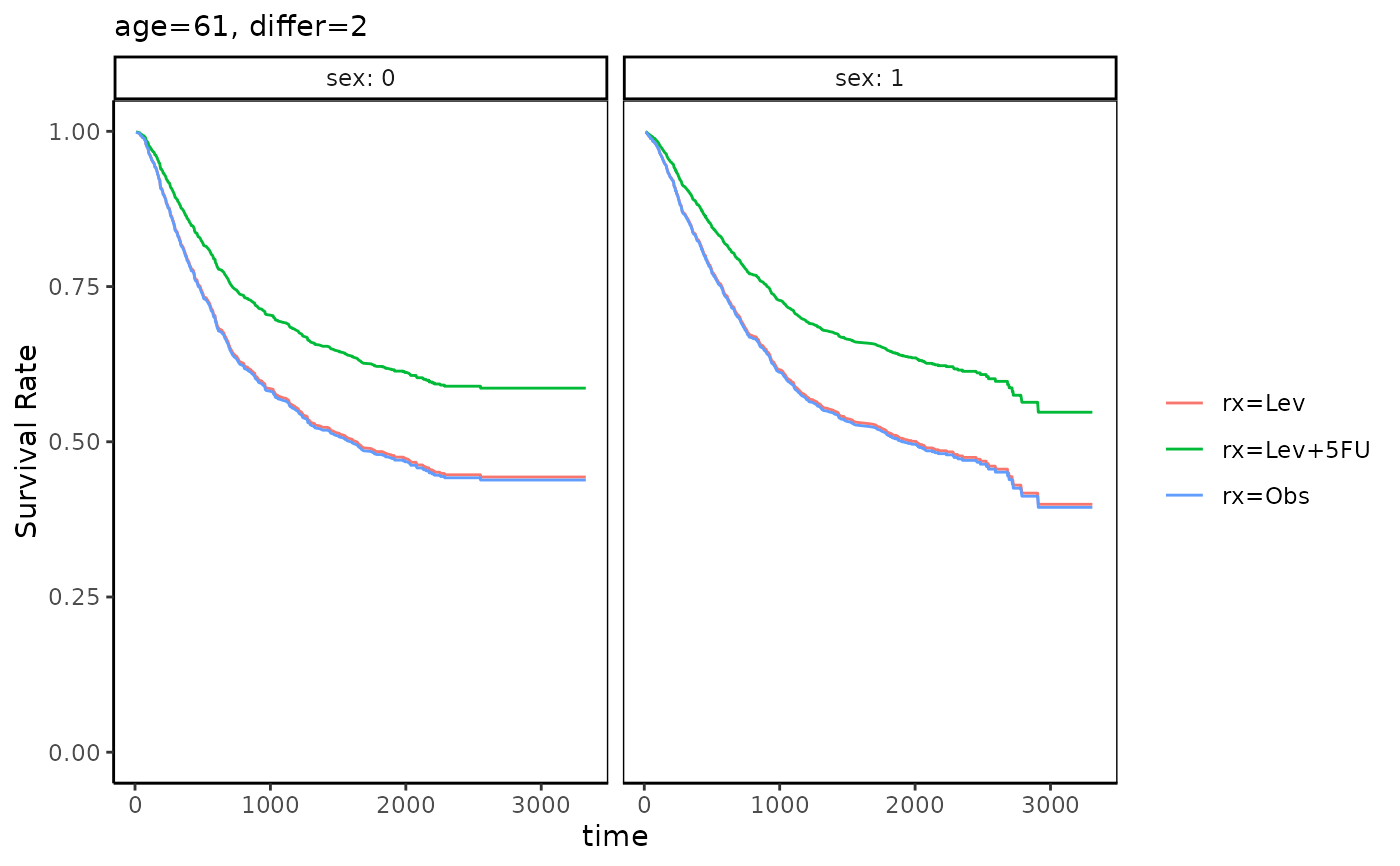 age=61, differ=2
sex: 0
sex: 1
Survival Rate
1.00
0.75
0.50
0.25
0.00
0 1000 2000 3000
0 1000 2000 3000
time
rx=Lev
rx=Lev+5FU
rx=Obs